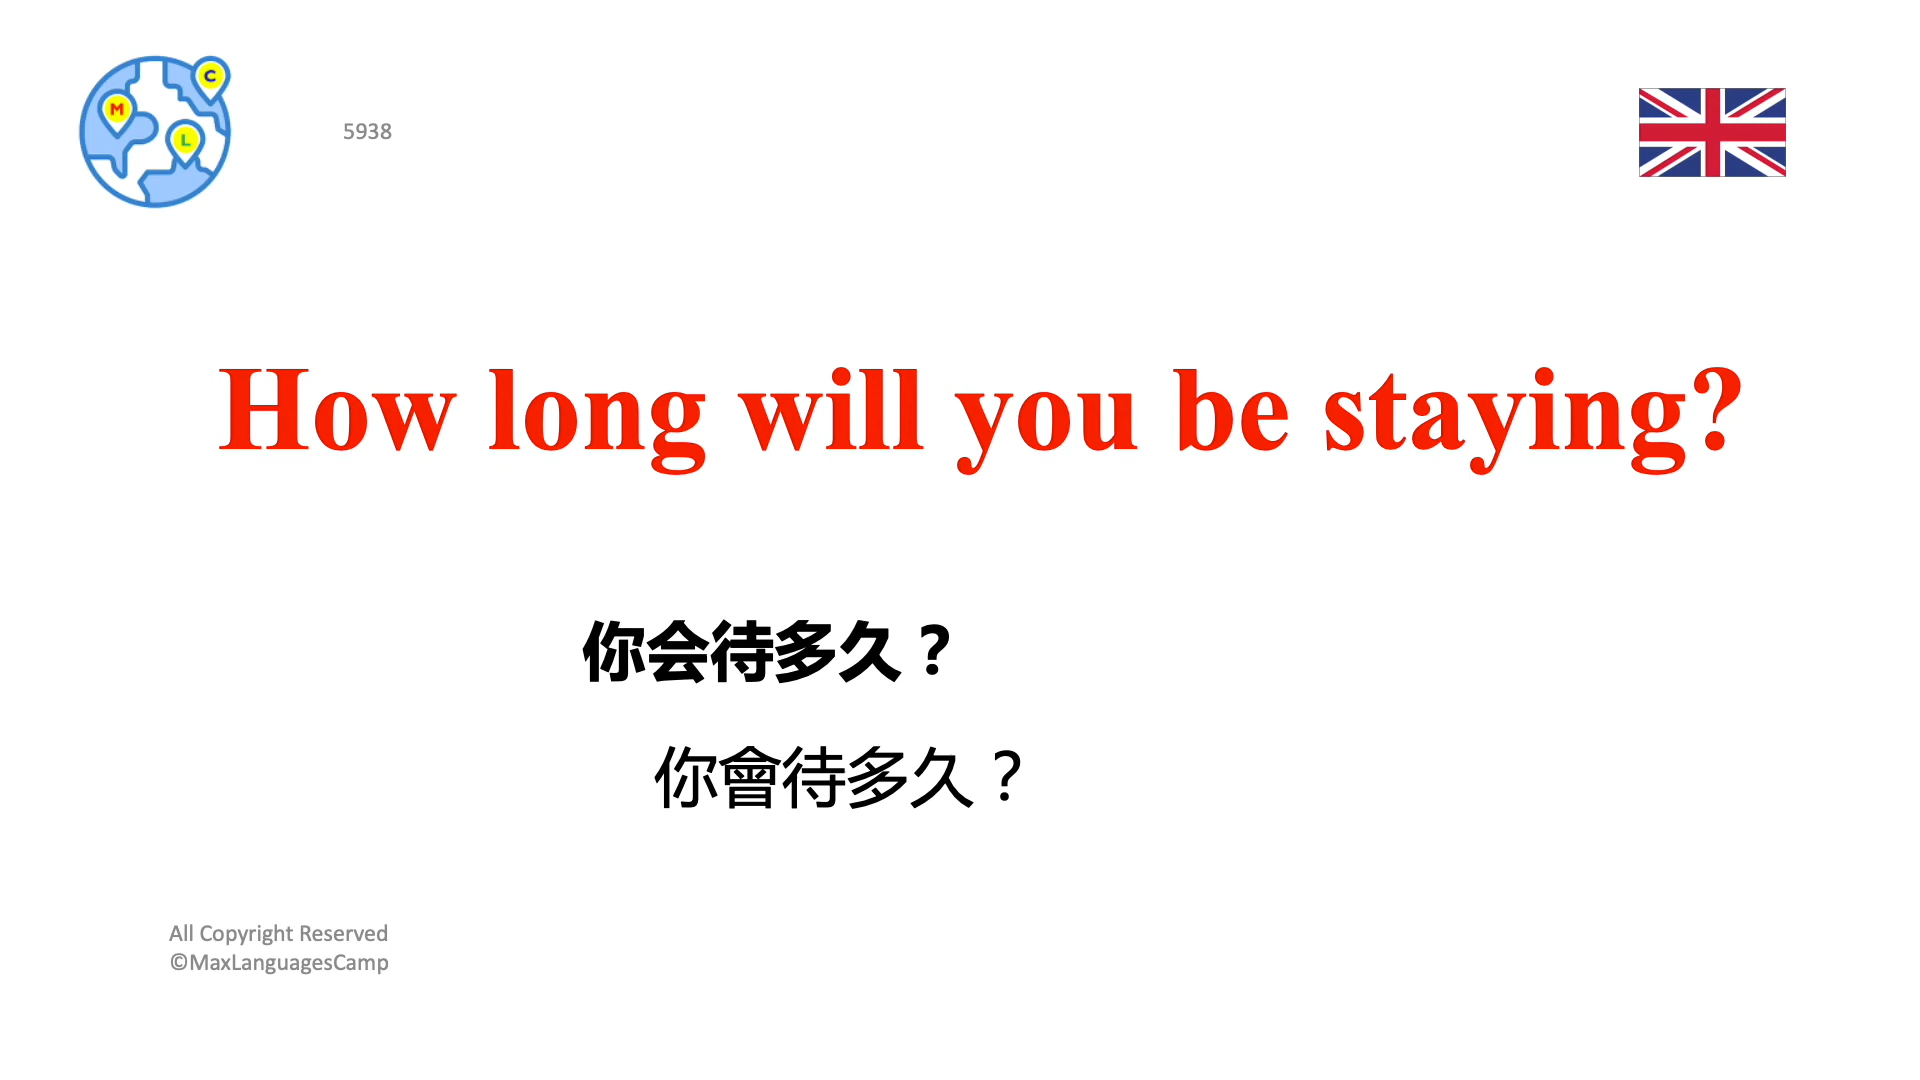 C
M
L
5938
How long will you be staying?
你会待多久？
你會待多久？
All Copyright Reserved
©MaxLanguagesCamp